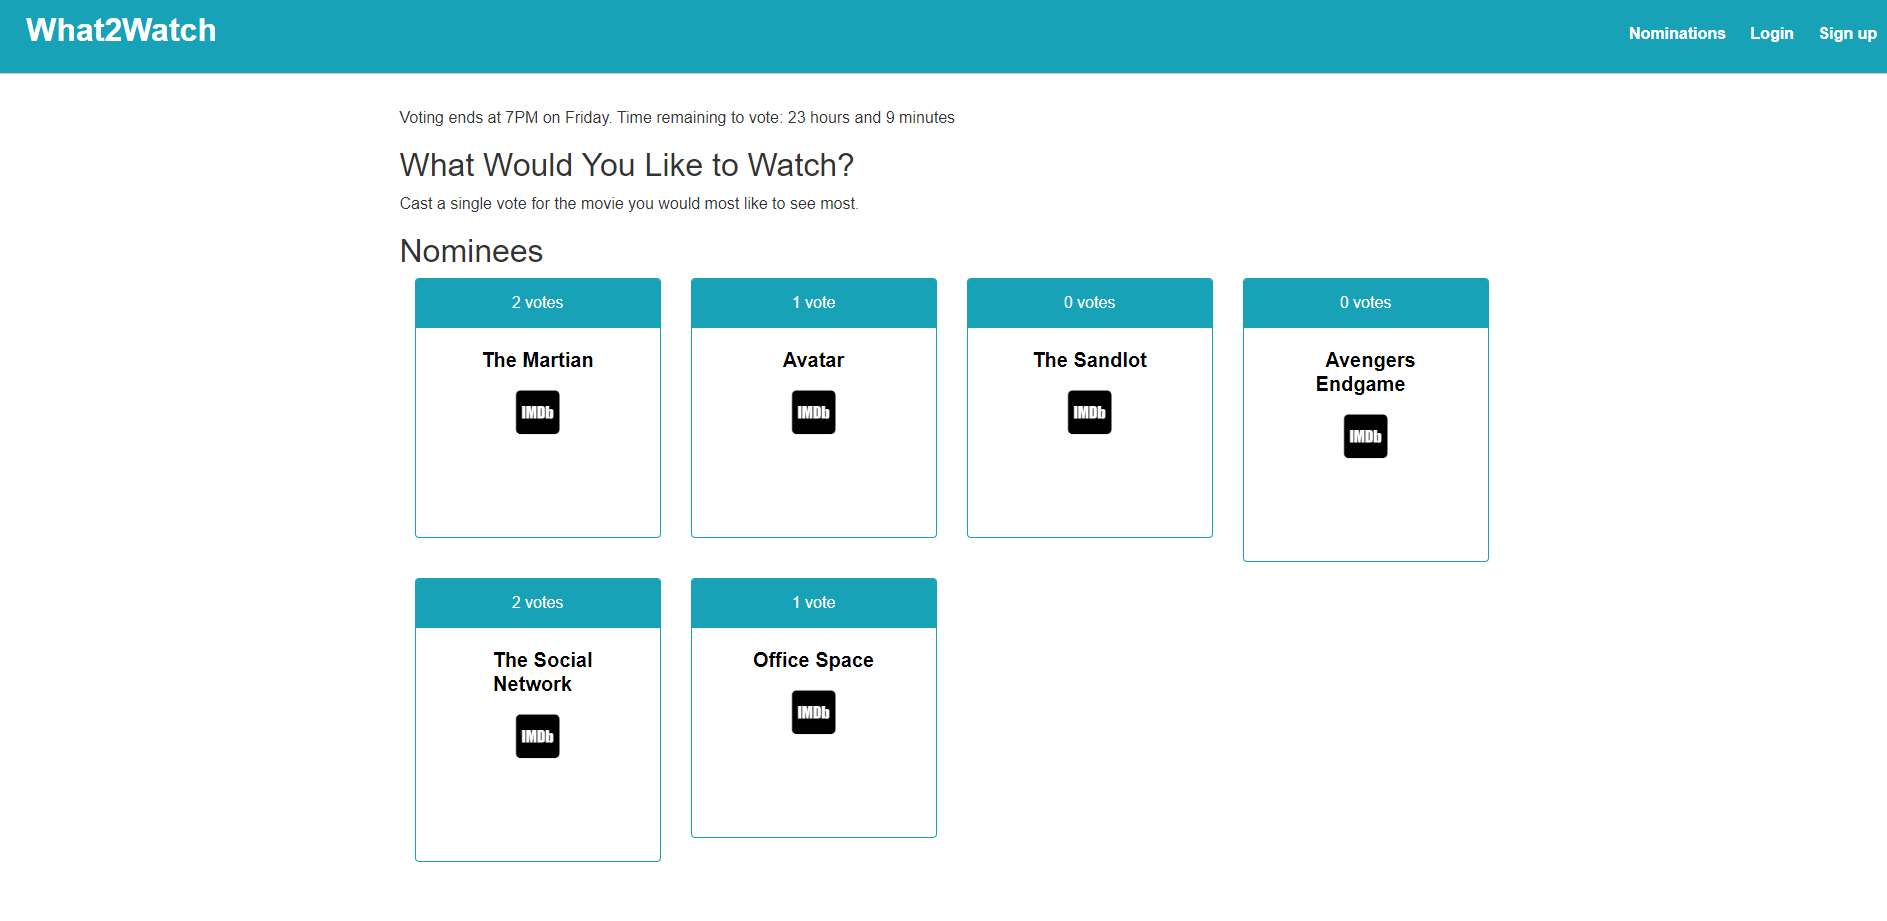 What2Watch
Nominations Login Sign up
Voting ends at 7PM on Friday. Time remaining to vote: 23 hours and 9 minutes
What Would You Like to Watch?
Cast a single vote for the movie you would most like to see most.
Nominees
2 votes
The Martian
IMDb
1 vote
Avatar
IMDb
0 votes
The Sandlot
IMDb
0 votes
Avengers
Endgame
IMDb
2 votes
The Social
Network
IMDb
1 vote
Office Space
IMDb